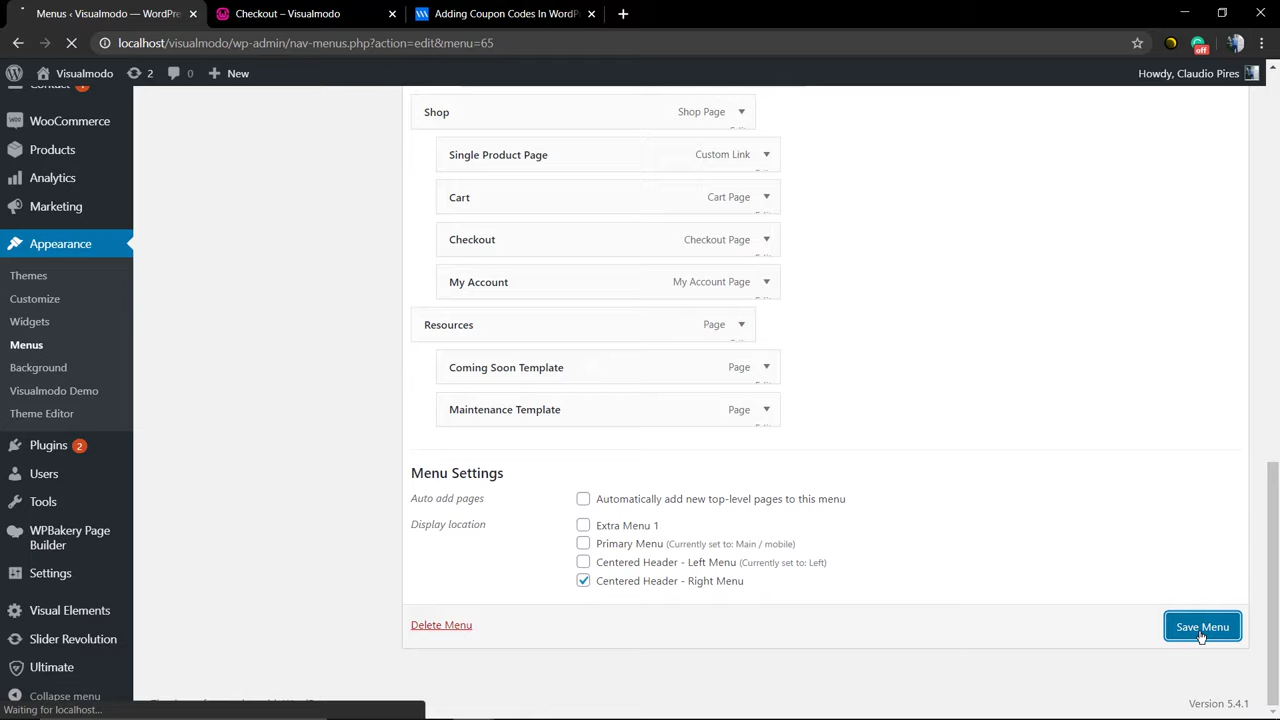 Menus ‹ Visualmodo — WordPre
Checkout – Visualmodo
Adding Coupon Codes In WordP
localhost/visualmodo/wp-admin/nav-menus.php?action=edit&menu=65
off
Visualmodo
2
0
New
Howdy, Claudio Pires
Contact
WooCommerce
Products
Analytics
Marketing
Appearance
Themes
Customize
Widgets
Menus
Background
Visualmodo Demo
Theme Editor
Plugins 2
Users
Tools
WPBakery Page
Builder
Settings
Visual Elements
Slider Revolution
Ultimate
Collapse menu
Waiting for localhost...
Shop Shop Page
Single Product Page Custom Link
Cart Cart Page
Checkout Checkout Page
My Account My Account Page
Resources Page
Coming Soon Template Page
Maintenance Template Page
Menu Settings
Auto add pages Automatically add new top-level pages to this menu
Display location Extra Menu 1
Primary Menu (Currently set to: Main / mobile)
Centered Header - Left Menu (Currently set to: Left)
Centered Header - Right Menu
Delete Menu
Save Menu
Version 5.4.1